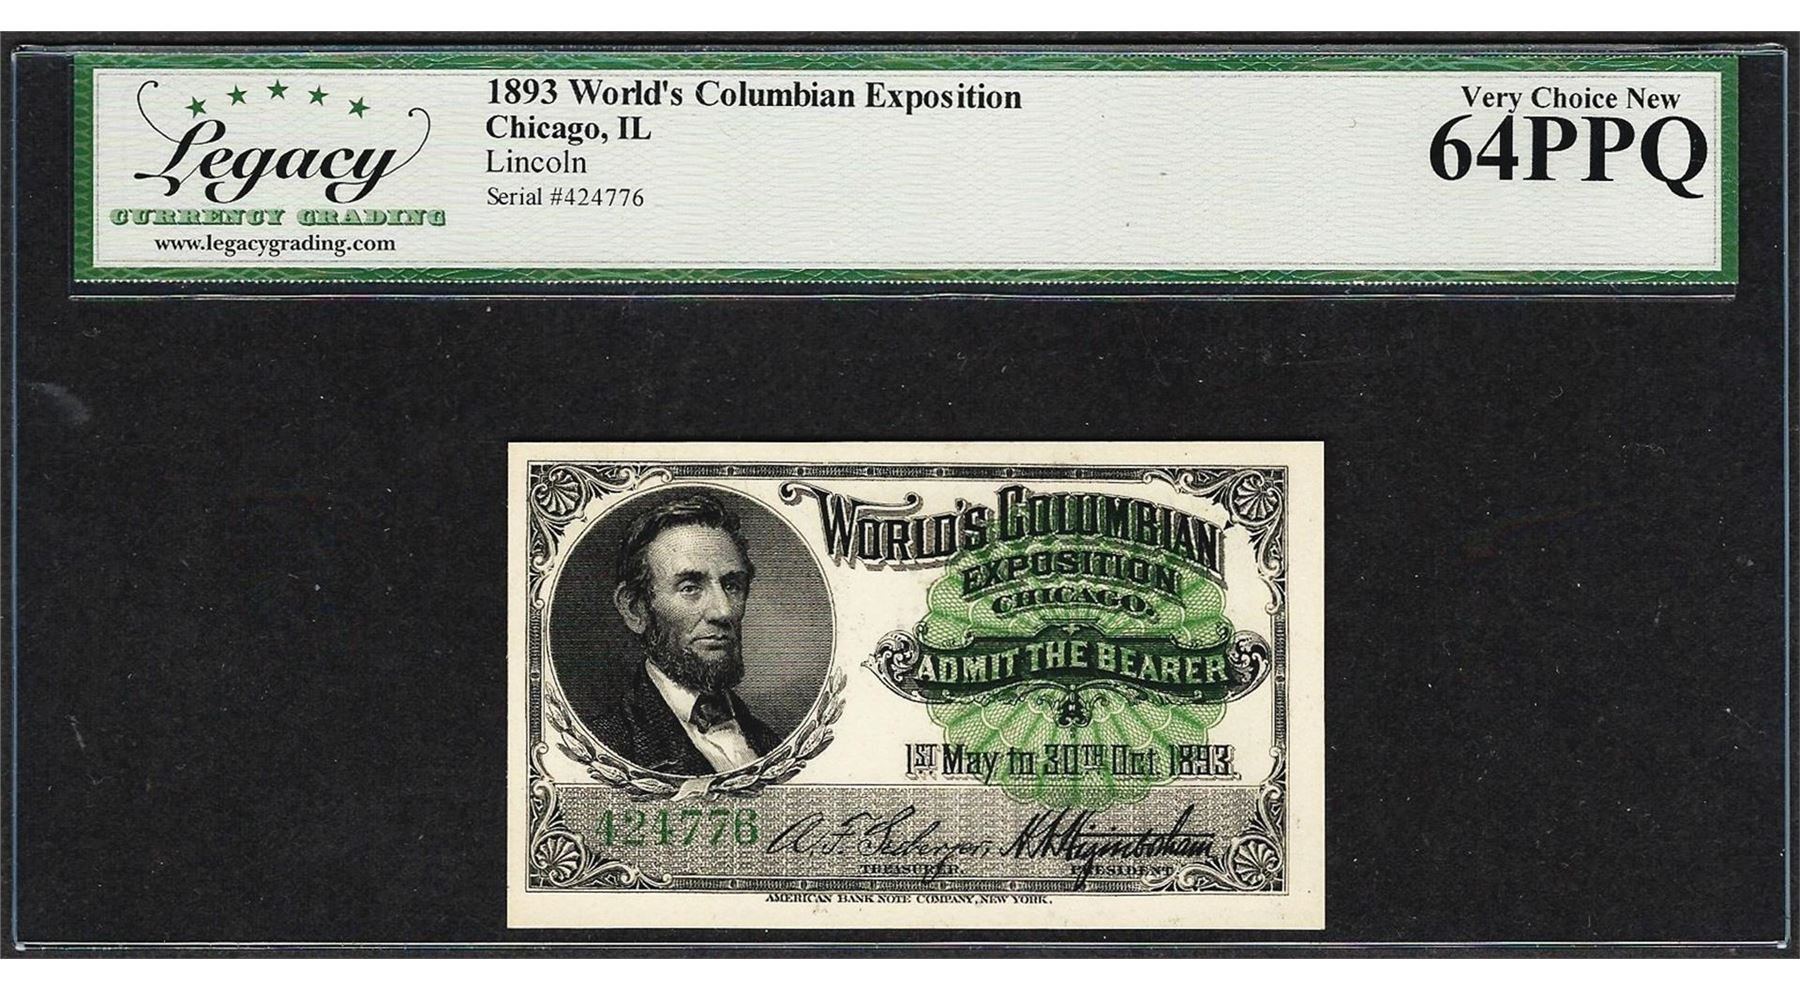 Legacy
CURRENCY GRADING
www.legacygrading.com
1893 World's Columbian Exposition
Chicago, IL
Lincoln
Serial #424776
Very Choice New
64PPQ
WORLD'S COLUMBIAN
EXPOSITION
CHICAGO.
ADMIT THE BEARER
1ST May to 30TH Oct 1893.
424776 A. F. Seeberger, H N Higinbotham
TREASURER. PRESIDENT.
AMERICAN BANK NOTE COMPANY, NEW YORK.